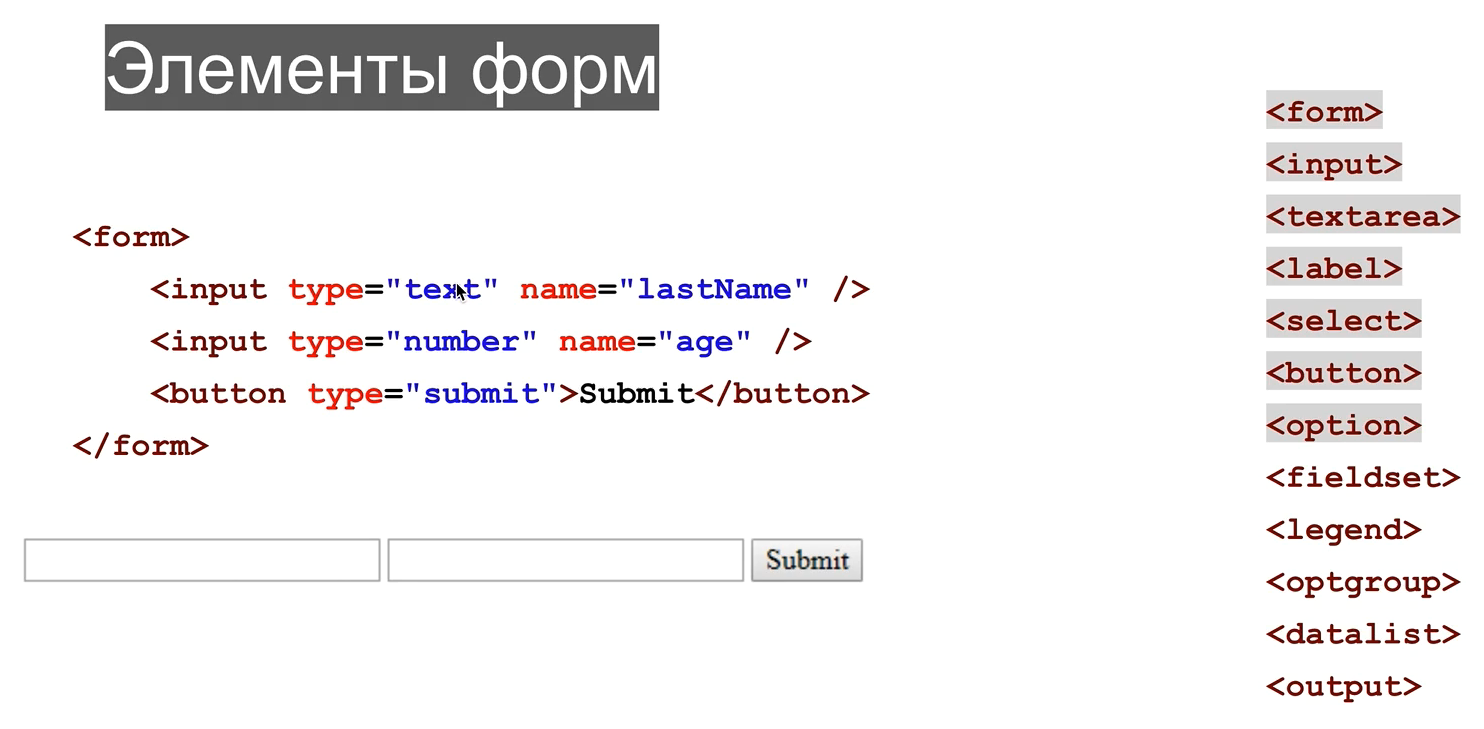 Элементы форм
<form>
<input type="text" name="lastName" />
<input type="number" name="age" />
<button type="submit">Submit</button>
</form>
Submit
<form>
<input>
<textarea>
<label>
<select>
<button>
<option>
<fieldset>
<legend>
<optgroup>
<datalist>
<output>